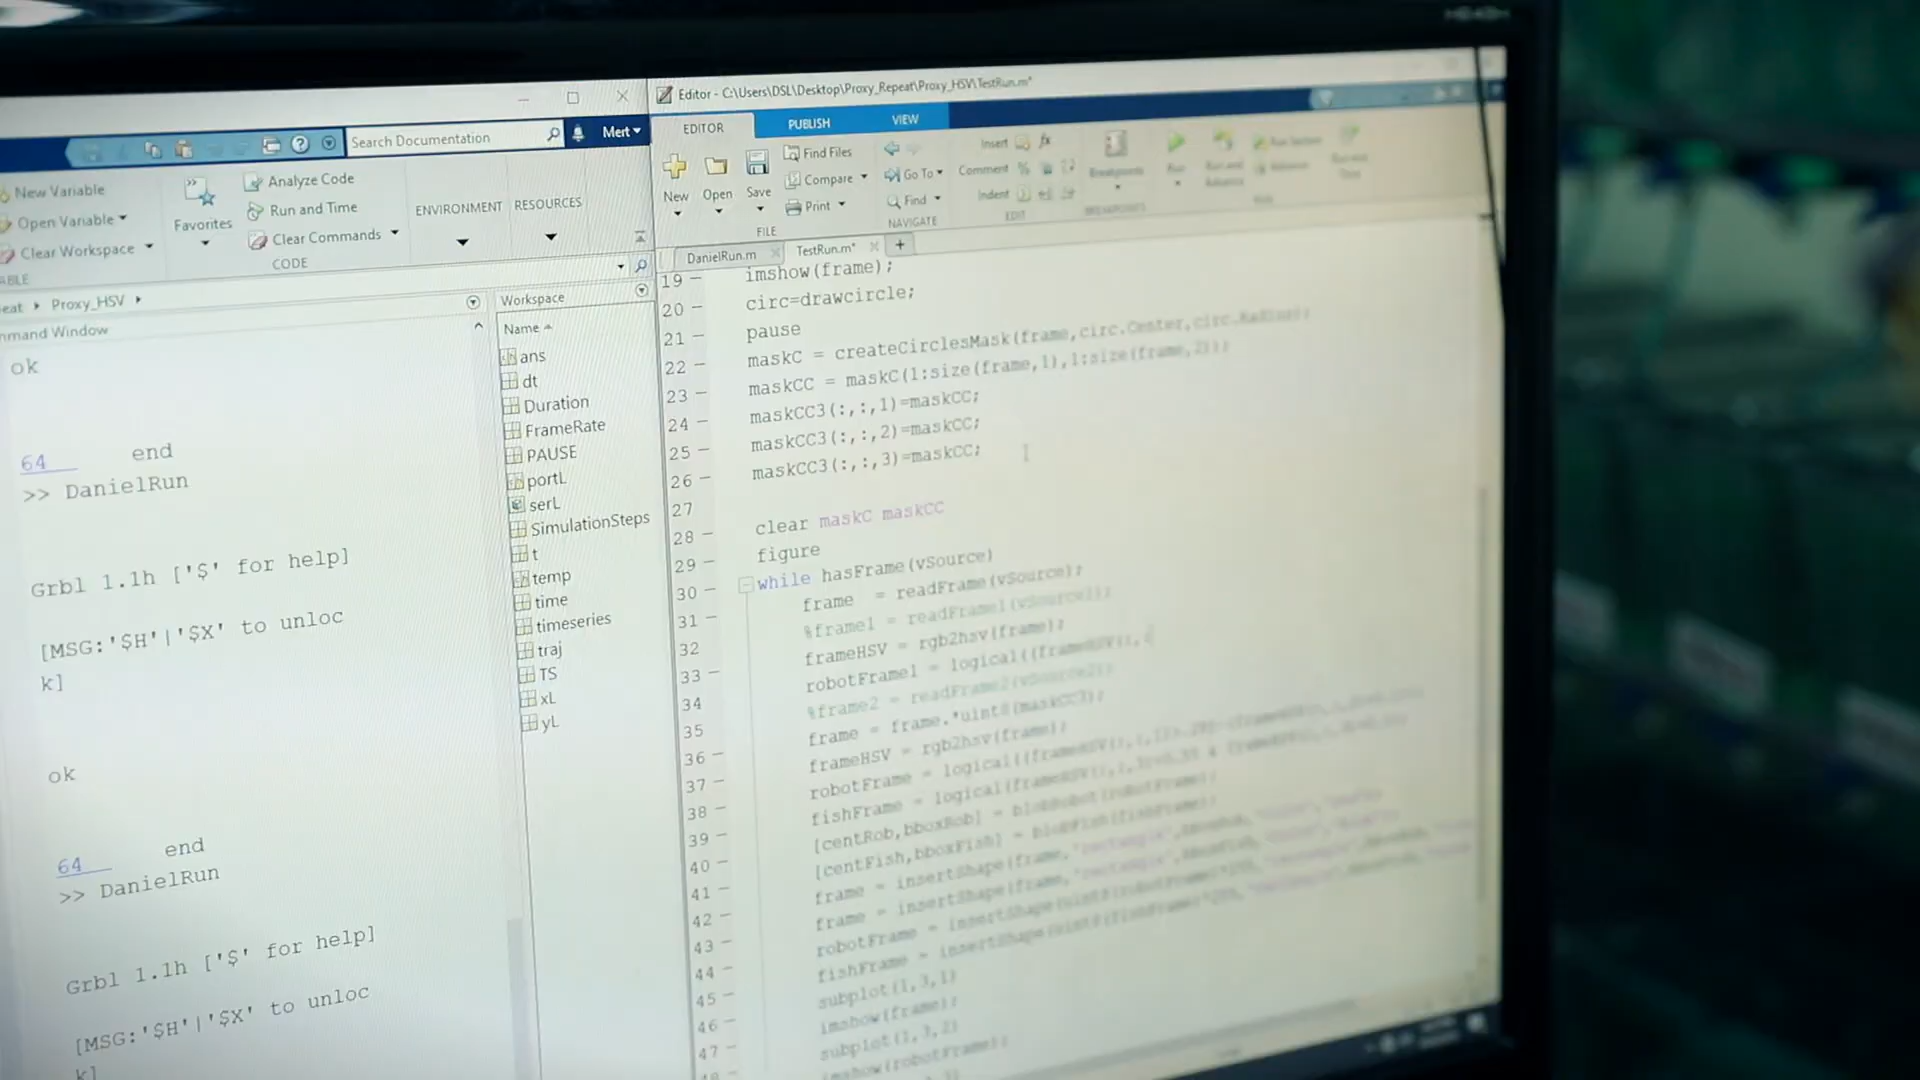 Search Documentation
Mert
New Variable
Open Variable
Clear Workspace
Favorites
Analyze Code
Run and Time
Clear Commands
CODE
ENVIRONMENT
RESOURCES
Proxy_HSV
mmand Window
ok
64 end
>> DanielRun
Grbl 1.1h ['$' for help]
[MSG:'$H'|'$X' to unloc
k]
ok
64 end
>> DanielRun
Grbl 1.1h ['$' for help]
[MSG:'$H'|'$X' to unloc
k]
Workspace
Name
ans
dt
Duration
FrameRate
PAUSE
portL
serL
SimulationSteps
t
temp
time
timeseries
traj
TS
xL
yL
Editor - C:\Users\DSL\Desktop\Proxy_Repeat\Proxy_HSV\TestRun.m*
EDITOR
PUBLISH
VIEW
New
Open
Save
Find Files
Compare
Print
FILE
Go To
Find
NAVIGATE
Insert
Comment
Indent
EDIT
Breakpoints
BREAKPOINTS
Run
DanielRun.m
TestRun.m*
19 imshow(frame);
20 circ=drawcircle;
21 pause
22 maskC = createCirclesMask(frame,circ.Center,circ.Radius);
23 maskCC = maskC(1:size(frame,1),1:size(frame,2));
24 maskCC3(:,:,1)=maskCC;
25 maskCC3(:,:,2)=maskCC;
26 maskCC3(:,:,3)=maskCC;
27
28 clear maskC maskCC
29 figure
30 while hasFrame(vSource)
31 frame = readFrame(vSource);
32 %frame1 = readFrame1(vSource2);
33 frameHSV = rgb2hsv(frame);
34 robotFrame1 = logical((frameHSV(:,:
35 %frame2 = readFrame2(vSource2);
36 frame = frame.*uint8(maskCC3);
37 frameHSV = rgb2hsv(frame);
38 robotFrame = logical((frameHSV(:,:,
39 fishFrame = logical(frameHSV(:,:,
40 [centRob,bboxRob] = blobRobot(robotFrame);
41 [centFish,bboxFish] = blobFish(fishFrame);
42 frame = insertShape(frame,"rectangle",
43 frame = insertShape(frame,"rectangle",
44 robotFrame = insertShape(uint8(robotFrame)*255,
45 fishFrame = insertShape(uint8(fishFrame)*255,
46 subplot(1,3,1)
47 imshow(frame);
48 subplot(1,3,2)
imshow(robotFrame);